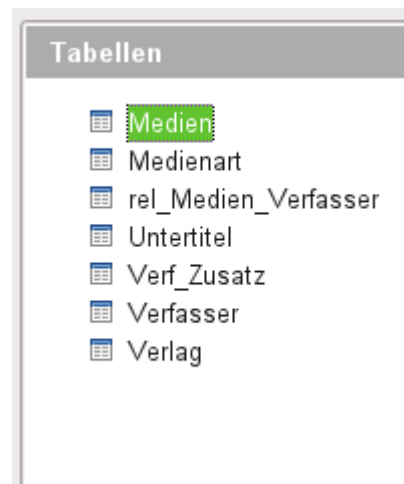 Tabellen
Medien
Medienart
rel_Medien_Verfasser
Untertitel
Verf_Zusatz
Verfasser
Verlag